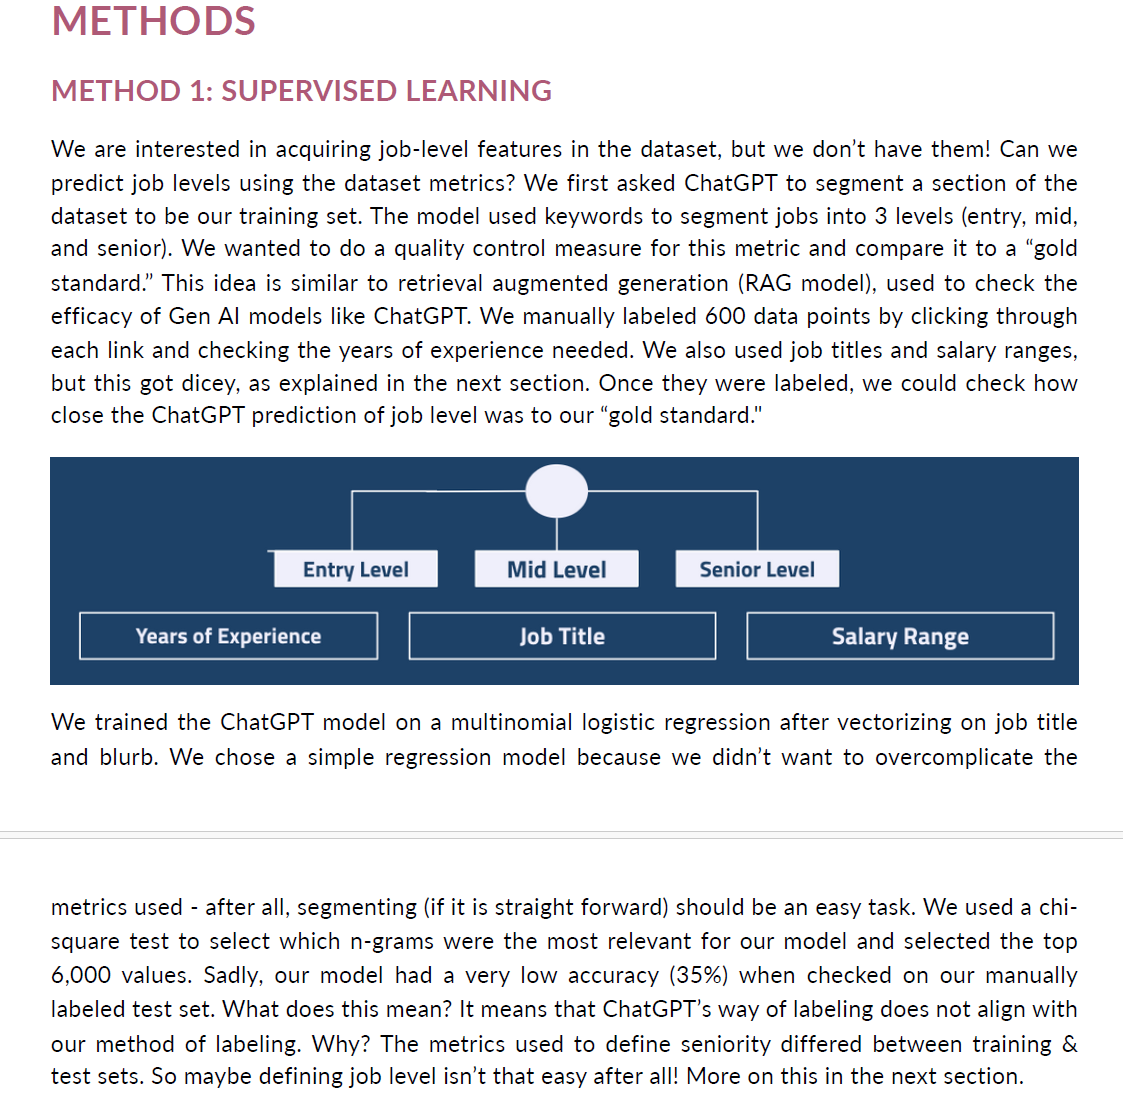 METHODS
METHOD 1: SUPERVISED LEARNING
We are interested in acquiring job-level features in the dataset, but we don’t have them! Can we
predict job levels using the dataset metrics? We first asked ChatGPT to segment a section of the
dataset to be our training set. The model used keywords to segment jobs into 3 levels (entry, mid,
and senior). We wanted to do a quality control measure for this metric and compare it to a “gold
standard.” This idea is similar to retrieval augmented generation (RAG model), used to check the
efficacy of Gen AI models like ChatGPT. We manually labeled 600 data points by clicking through
each link and checking the years of experience needed. We also used job titles and salary ranges,
but this got dicey, as explained in the next section. Once they were labeled, we could check how
close the ChatGPT prediction of job level was to our “gold standard."
Entry Level
Mid Level
Senior Level
Years of Experience
Job Title
Salary Range
We trained the ChatGPT model on a multinomial logistic regression after vectorizing on job title
and blurb. We chose a simple regression model because we didn’t want to overcomplicate the
metrics used - after all, segmenting (if it is straight forward) should be an easy task. We used a chi-
square test to select which n-grams were the most relevant for our model and selected the top
6,000 values. Sadly, our model had a very low accuracy (35%) when checked on our manually
labeled test set. What does this mean? It means that ChatGPT’s way of labeling does not align with
our method of labeling. Why? The metrics used to define seniority differed between training &
test sets. So maybe defining job level isn’t that easy after all! More on this in the next section.